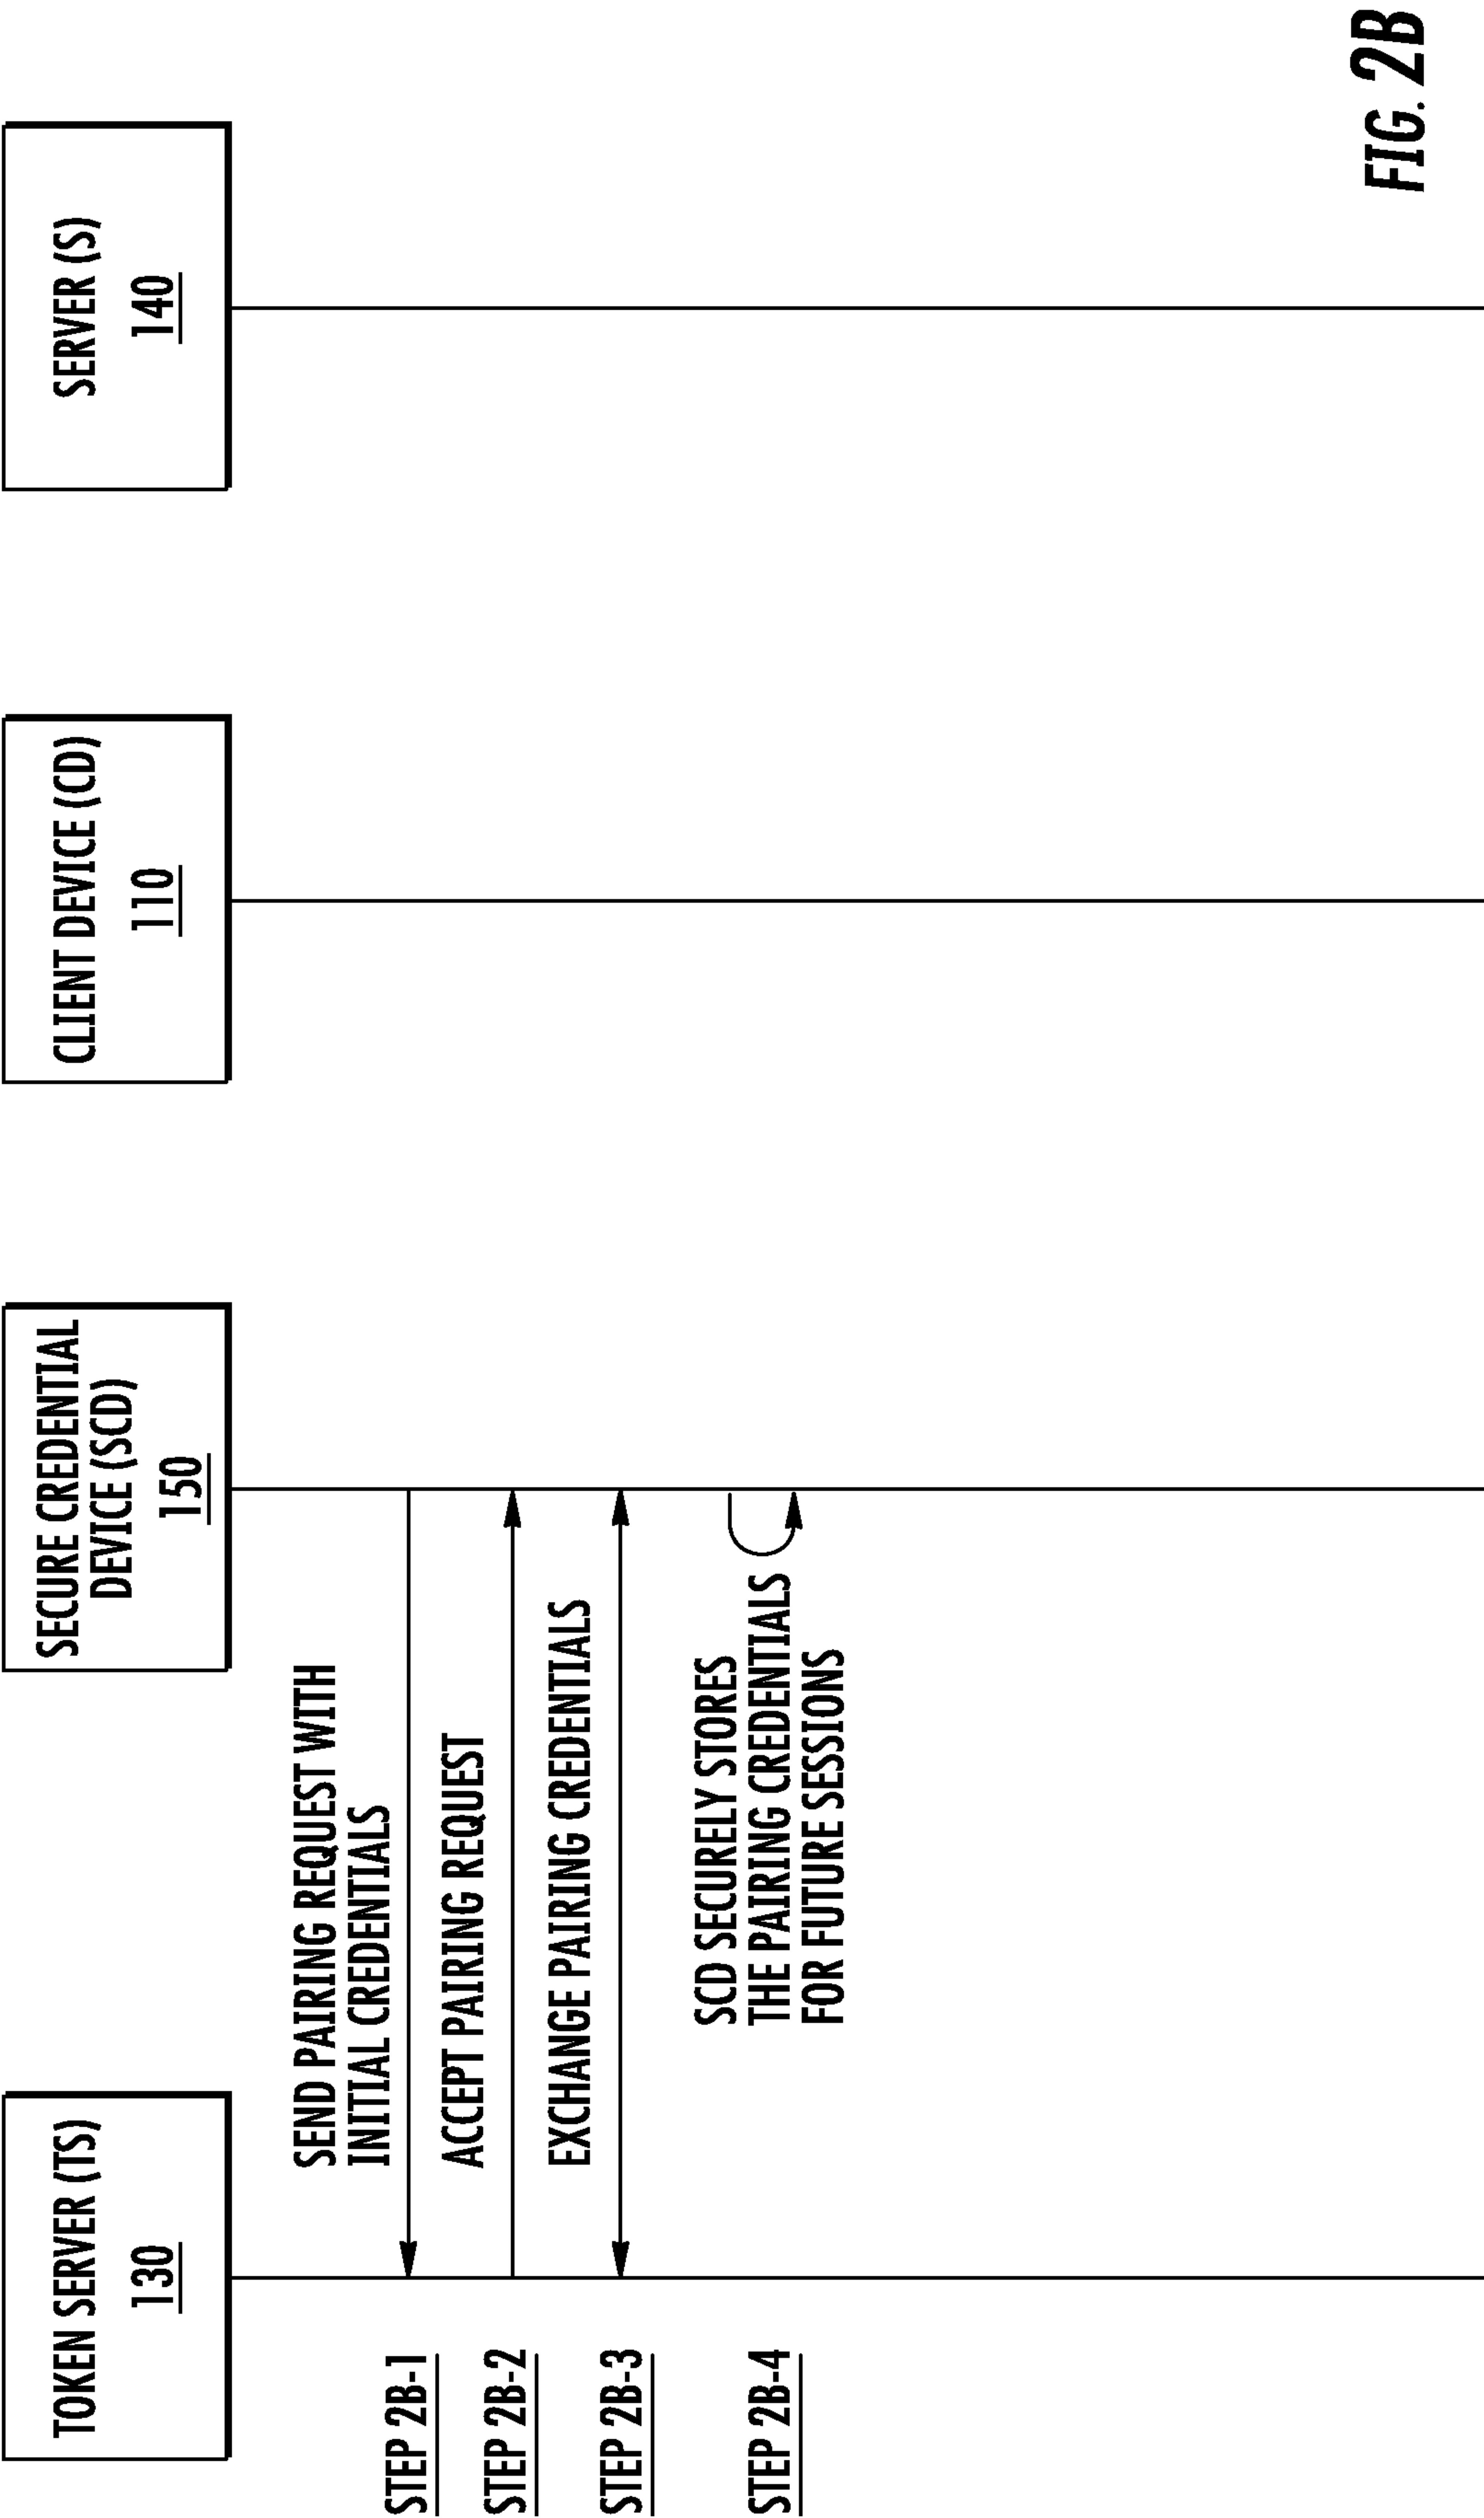 TOKEN SERVER (TS)
130
SECURE CREDENTIAL
DEVICE (SCD)
150
CLIENT DEVICE (CD)
110
SERVER (S)
140
SEND PAIRING REQUEST WITH
INITIAL CREDENTIALS
STEP 2B-1
ACCEPT PAIRING REQUEST
STEP 2B-2
EXCHANGE PAIRING CREDENTIALS
STEP 2B-3
SCD SECURELY STORES
THE PAIRING CREDENTIALS
FOR FUTURE SESSIONS
STEP 2B-4
FIG. 2B